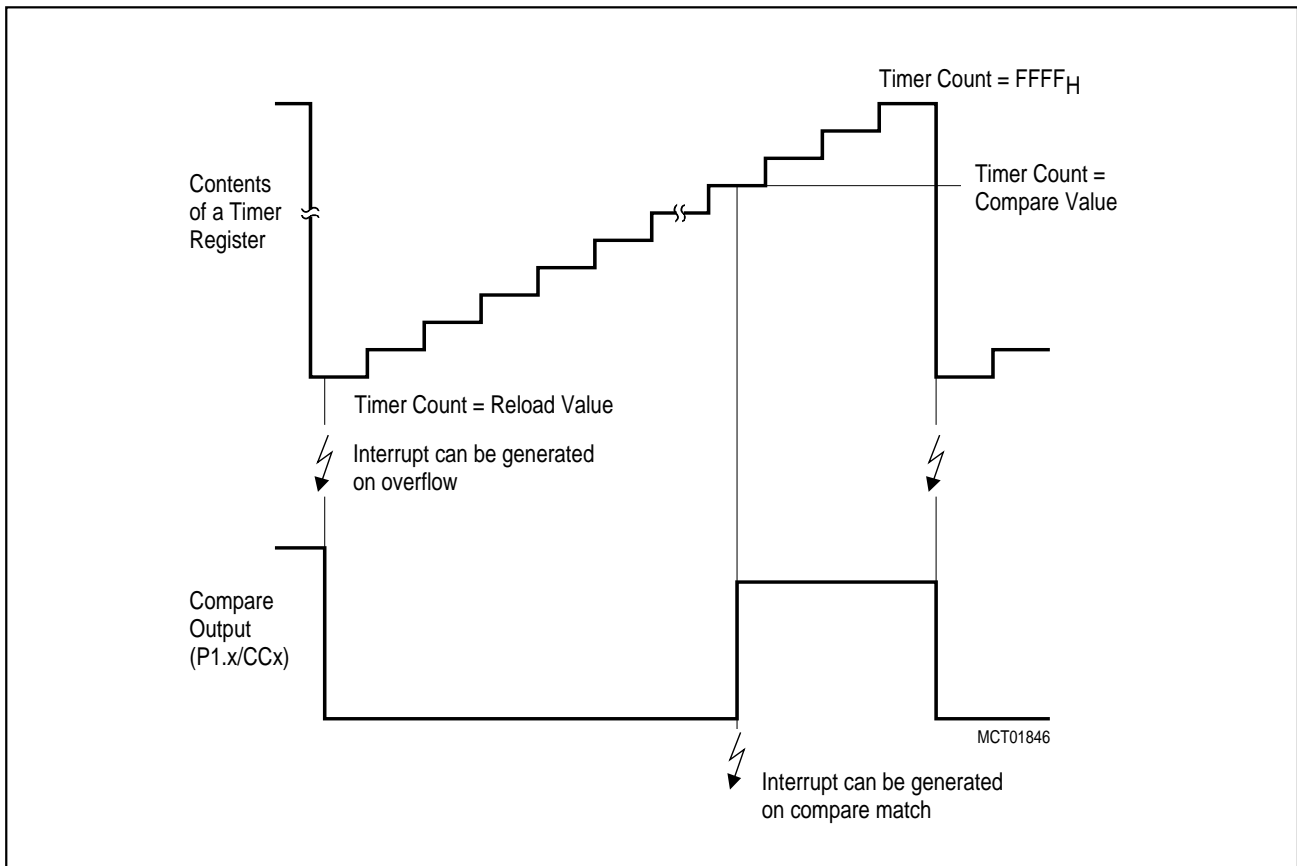 Timer Count = FFFFH
Contents
of a Timer
Register
Timer Count =
Compare Value
Timer Count = Reload Value
Interrupt can be generated
on overflow
Compare
Output
(P1.x/CCx)
MCT01846
Interrupt can be generated
on compare match